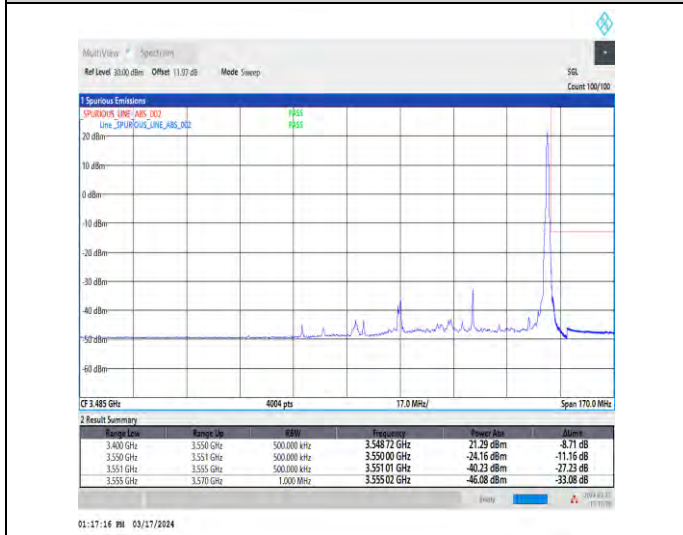 MultiView Spectrum
Ref Level 30.00 dBm Offset 11.97 dB Mode Sweep SGL
Count 100/100
1 Spurious Emissions
_SPURIOUS_LINE_ABS_002 PASS
Line _SPURIOUS_LINE_ABS_002 PASS
20 dBm
10 dBm
0 dBm
-10 dBm
-20 dBm
-30 dBm
-40 dBm
-50 dBm
-60 dBm
CF 3.485 GHz 4004 pts 17.0 MHz/ Span 170.0 MHz
2 Result Summary
Range Low Range Up RBW Frequency Power Abs ΔLimit
3.400 GHz 3.550 GHz 500.000 kHz 3.548 72 GHz 21.29 dBm -8.71 dB
3.550 GHz 3.551 GHz 500.000 kHz 3.550 00 GHz -24.16 dBm -11.16 dB
3.551 GHz 3.555 GHz 500.000 kHz 3.551 01 GHz -40.23 dBm -27.23 dB
3.555 GHz 3.570 GHz 1.000 MHz 3.555 02 GHz -46.08 dBm -33.08 dB
01:17:16 PM 03/17/2024